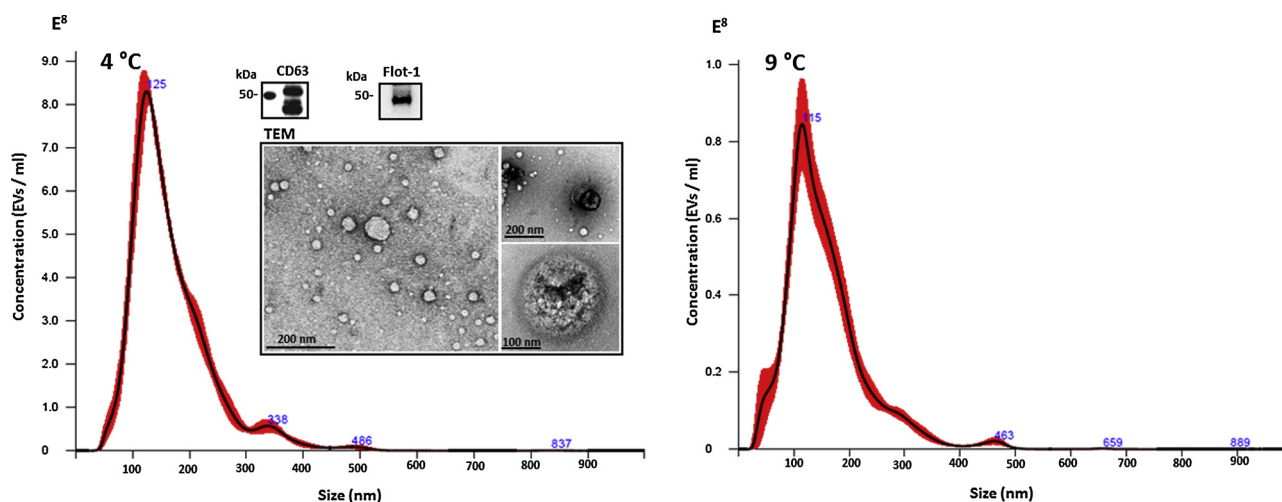 E8
4 °C
9.0
8.0
7.0
6.0
5.0
4.0
3.0
2.0
1.0
0
Concentration (EVs / ml)
125
338
486
837
100 200 300 400 500 600 700 800 900
Size (nm)
kDa CD63
50-
kDa Flot-1
50-
TEM
200 nm
200 nm
100 nm
E8
9 °C
1.0
0.8
0.6
0.4
0.2
0
Concentration (EVs / ml)
115
463
659
889
100 200 300 400 500 600 700 800 900
Size (nm)